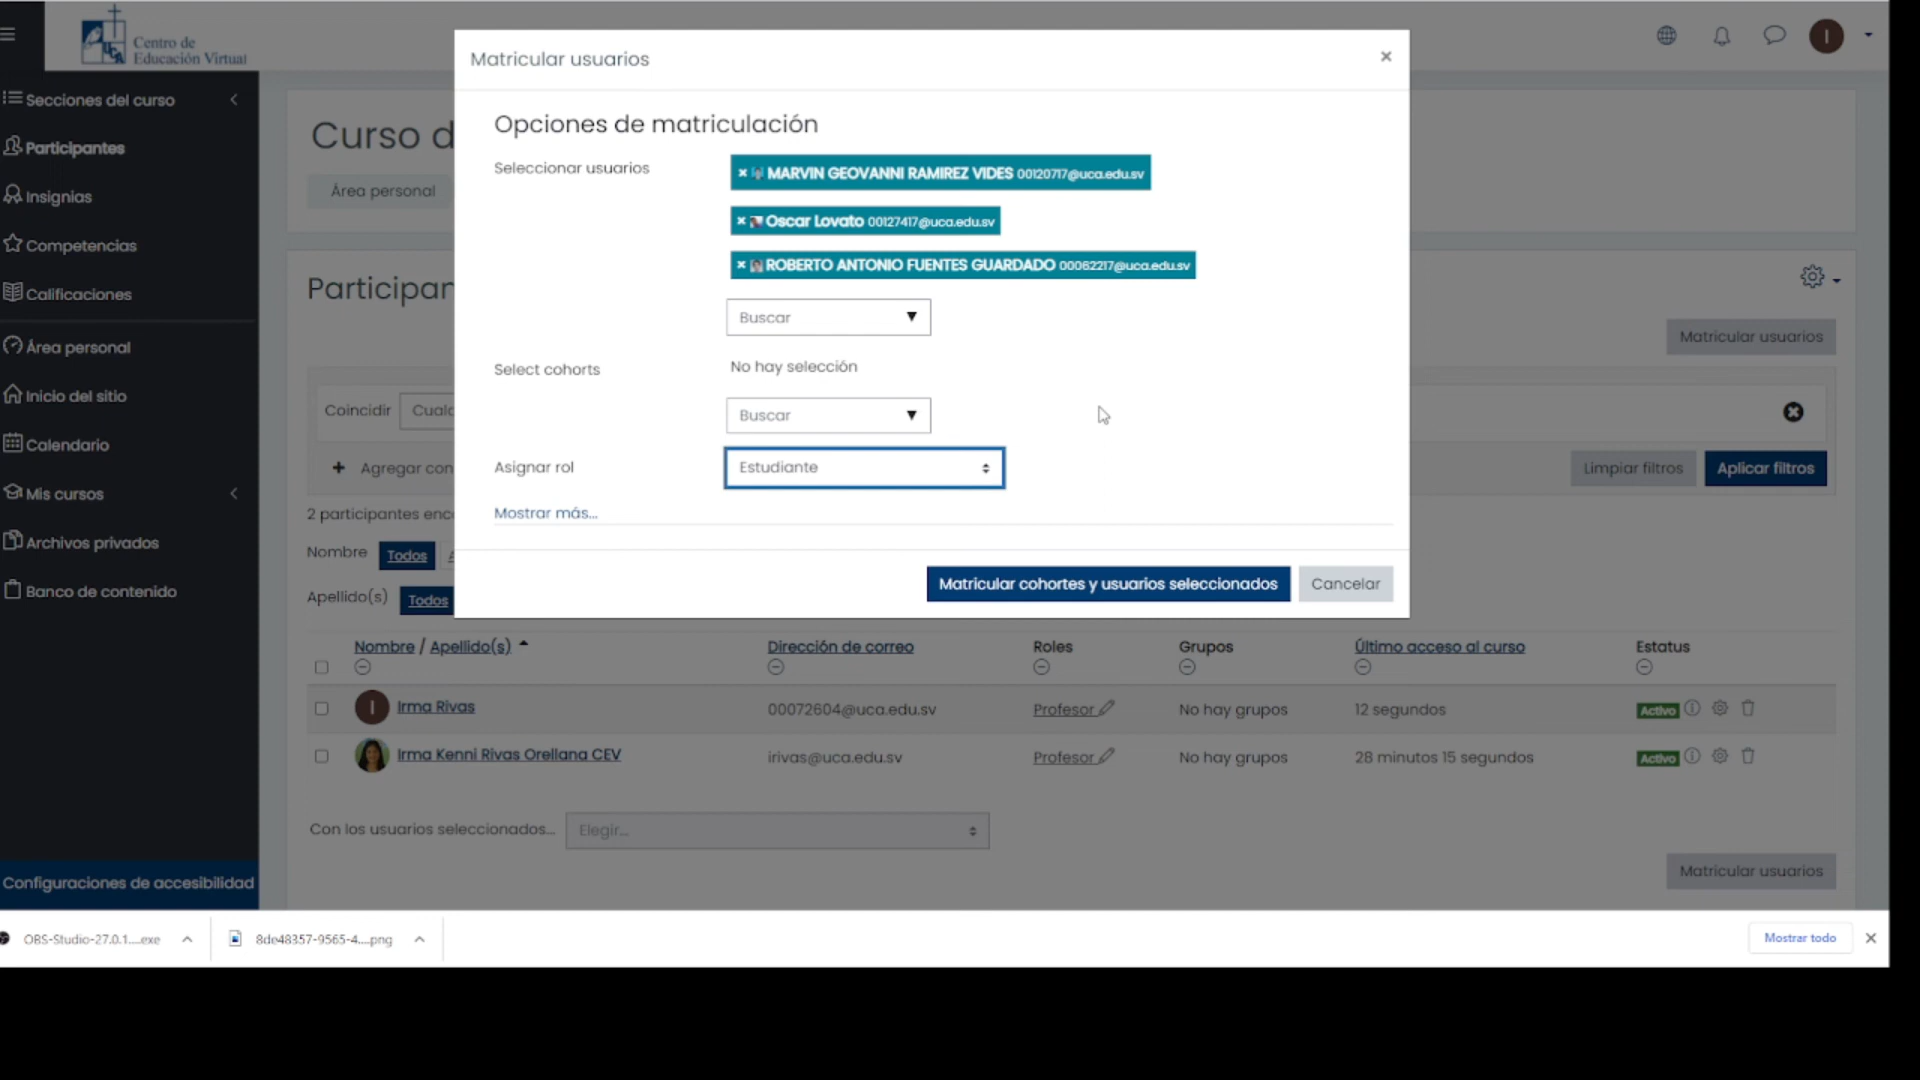 Centro de
Educación Virtual
UCA
I
Secciones del curso
Participantes
Insignias
Competencias
Calificaciones
Área personal
Inicio del sitio
Calendario
Mis cursos
Archivos privados
Banco de contenido
Configuraciones de accesibilidad
Curso d
Área personal
Participan
Matricular usuarios
Coincidir
Agregar con
Limpiar filtros
Aplicar filtros
2 participantes enc
Nombre Todos
Apellido(s) Todos
Matricular usuarios
×
Opciones de matriculación
Seleccionar usuarios
× MARVIN GEOVANNI RAMIREZ VIDES 00120717@uca.edu.sv
× Oscar Lovato 00127417@uca.edu.sv
× ROBERTO ANTONIO FUENTES GUARDADO 00062217@uca.edu.sv
Buscar ▼
Select cohorts
No hay selección
Buscar ▼
Asignar rol
Estudiante
Mostrar más...
Matricular cohortes y usuarios seleccionados
Cancelar
Nombre / Apellido(s) Dirección de correo Roles Grupos Último acceso al curso Estatus
I Irma Rivas 00072604@uca.edu.sv Profesor No hay grupos 12 segundos Activo
Irma Kenni Rivas Orellana CEV irivas@uca.edu.sv Profesor No hay grupos 28 minutos 15 segundos Activo
Con los usuarios seleccionados... Elegir...
Matricular usuarios
OBS-Studio-27.0.1....exe
8de48357-9565-4....png
Mostrar todo